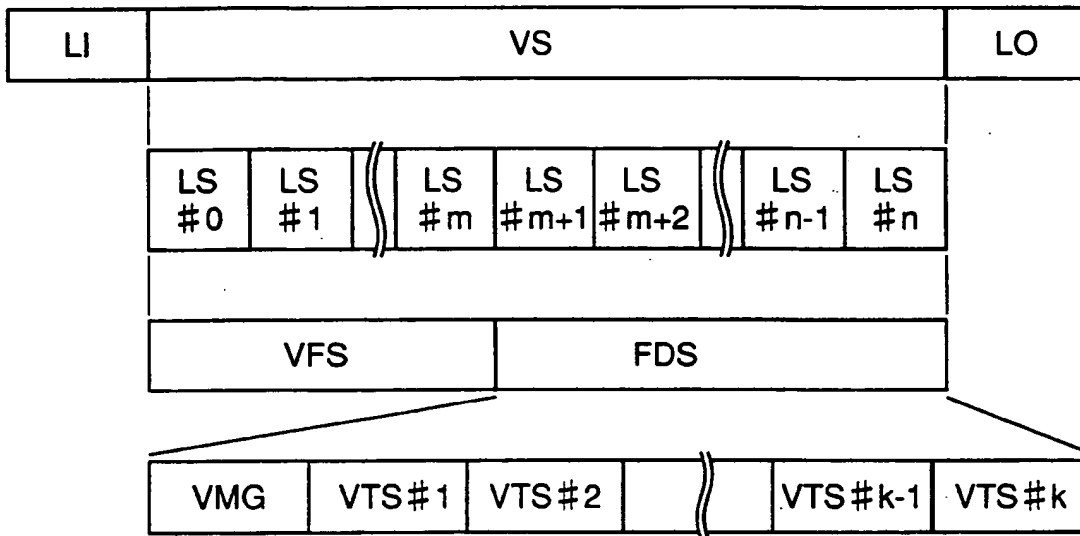 LI VS LO
LS LS LS LS LS LS LS
#0 #1 #m #m+1 #m+2 #n-1 #n
VFS FDS
VMG VTS#1 VTS#2 VTS#k-1 VTS#k